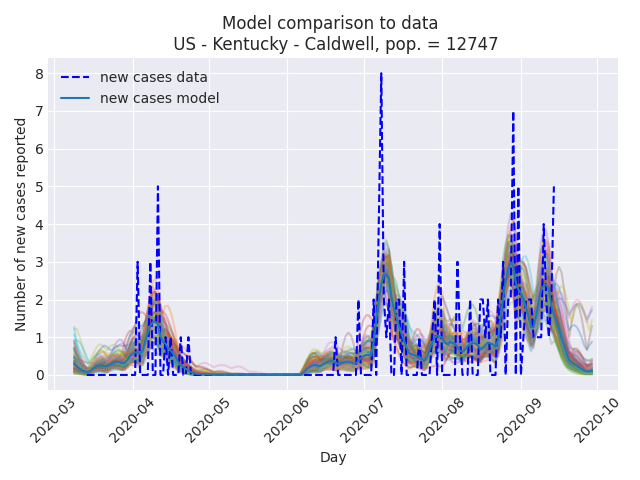 Model comparison to data
US - Kentucky - Caldwell, pop. = 12747
new cases data
new cases model
Number of new cases reported
8
7
6
5
4
3
2
1
0
2020-03
2020-04
2020-05
2020-06
2020-07
2020-08
2020-09
2020-10
Day